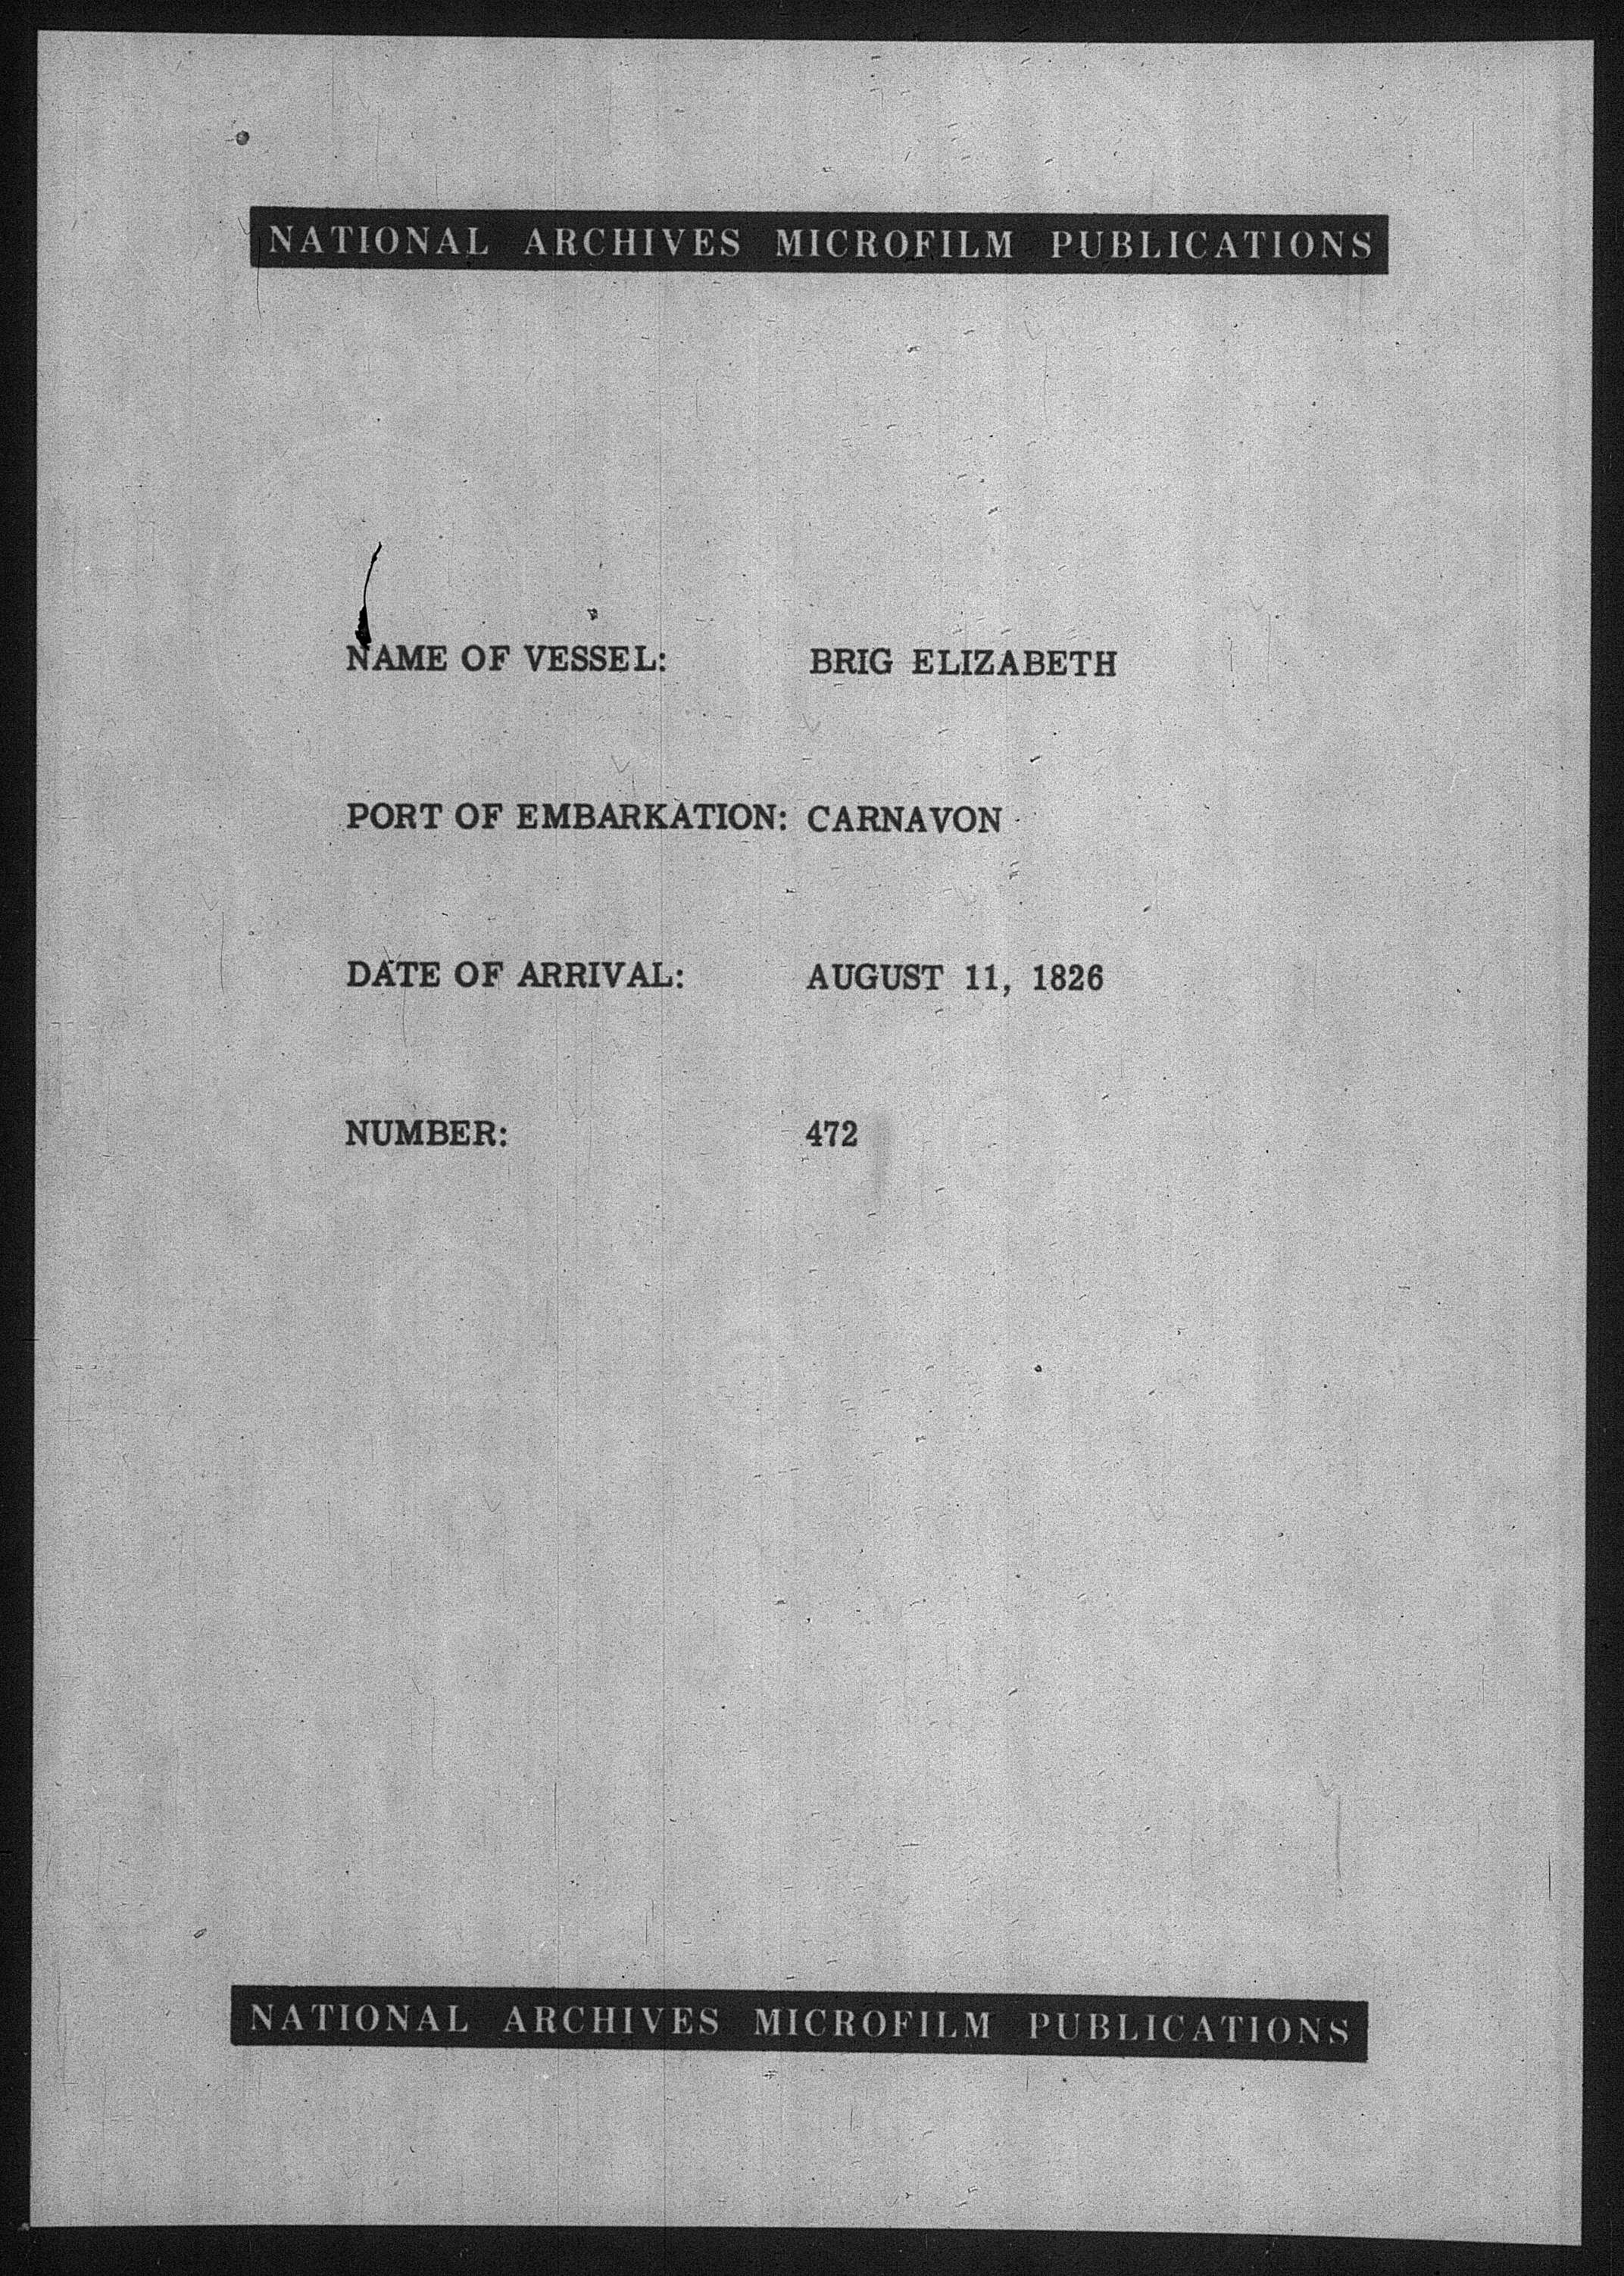 NATIONAL ARCHIVES MICROFILM PUBLICATIONS
NAME OF VESSEL: BRIG ELIZABETH
PORT OF EMBARKATION: CARNAVON
DATE OF ARRIVAL: AUGUST 11, 1826
NUMBER: 472
NATIONAL ARCHIVES MICROFILM PUBLICATIONS